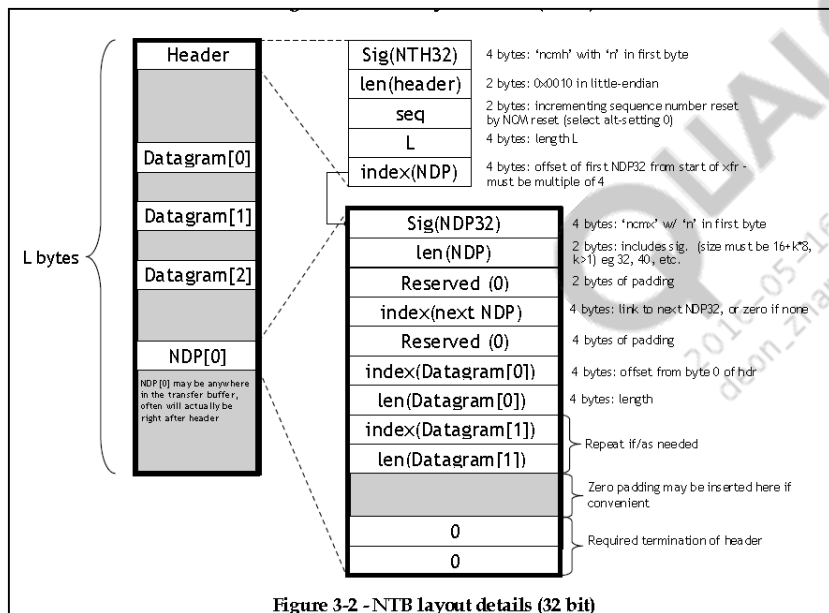 Header
Datagram[0]
Datagram[1]
Datagram[2]
L bytes
NDP[0]
NDP[0] may be anywhere
in the transfer buffer,
often will actually be
right after header
Sig(NTH32)
4 bytes: ‘ncmh’ with ‘n’ in first byte
len(header)
2 bytes: 0x0010 in little-endian
seq
2 bytes: incrementing sequence number reset
by NCM reset (select alt-setting 0)
L
4 bytes: length L
index(NDP)
4 bytes: offset of first NDP32 from start of xfr -
must be multiple of 4
Sig(NDP32)
4 bytes: ‘ncmx’ w/ ‘n’ in first byte
len(NDP)
2 bytes: includes sig. (size must be 16+k*8,
k>1) eg 32, 40, etc.
Reserved (0)
2 bytes of padding
index(next NDP)
4 bytes: link to next NDP32, or zero if none
Reserved (0)
4 bytes of padding
index(Datagram[0])
4 bytes: offset from byte 0 of hdr
len(Datagram[0])
4 bytes: length
index(Datagram[1])
len(Datagram[1])
Repeat if/as needed
Zero padding may be inserted here if
convenient
0
0
Required termination of header
Figure 3-2 - NTB layout details (32 bit)